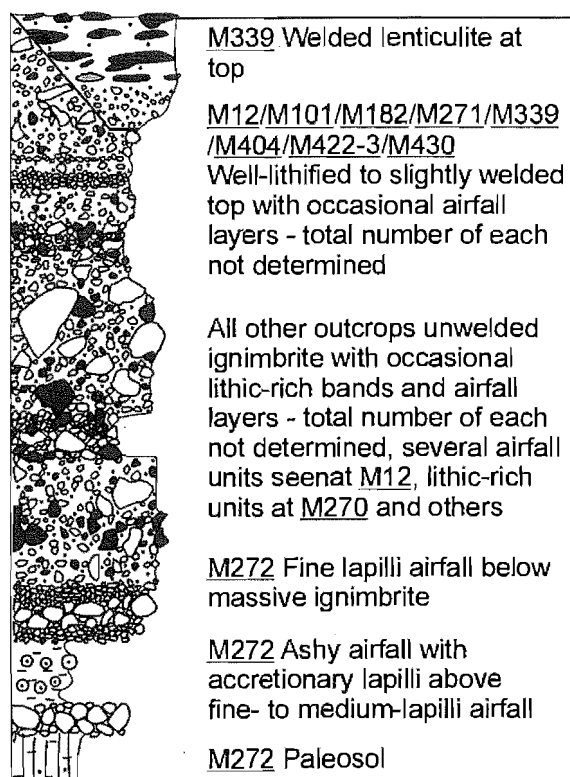 M339 Welded lenticulite at
top
M12/M101/M182/M271/M339
/M404/M422-3/M430
Well-lithified to slightly welded
top with occasional airfall
layers - total number of each
not determined
All other outcrops unwelded
ignimbrite with occasional
lithic-rich bands and airfall
layers - total number of each
not determined, several airfall
units seenat M12, lithic-rich
units at M270 and others
M272 Fine lapilli airfall below
massive ignimbrite
M272 Ashy airfall with
accretionary lapilli above
fine- to medium-lapilli airfall
M272 Paleosol